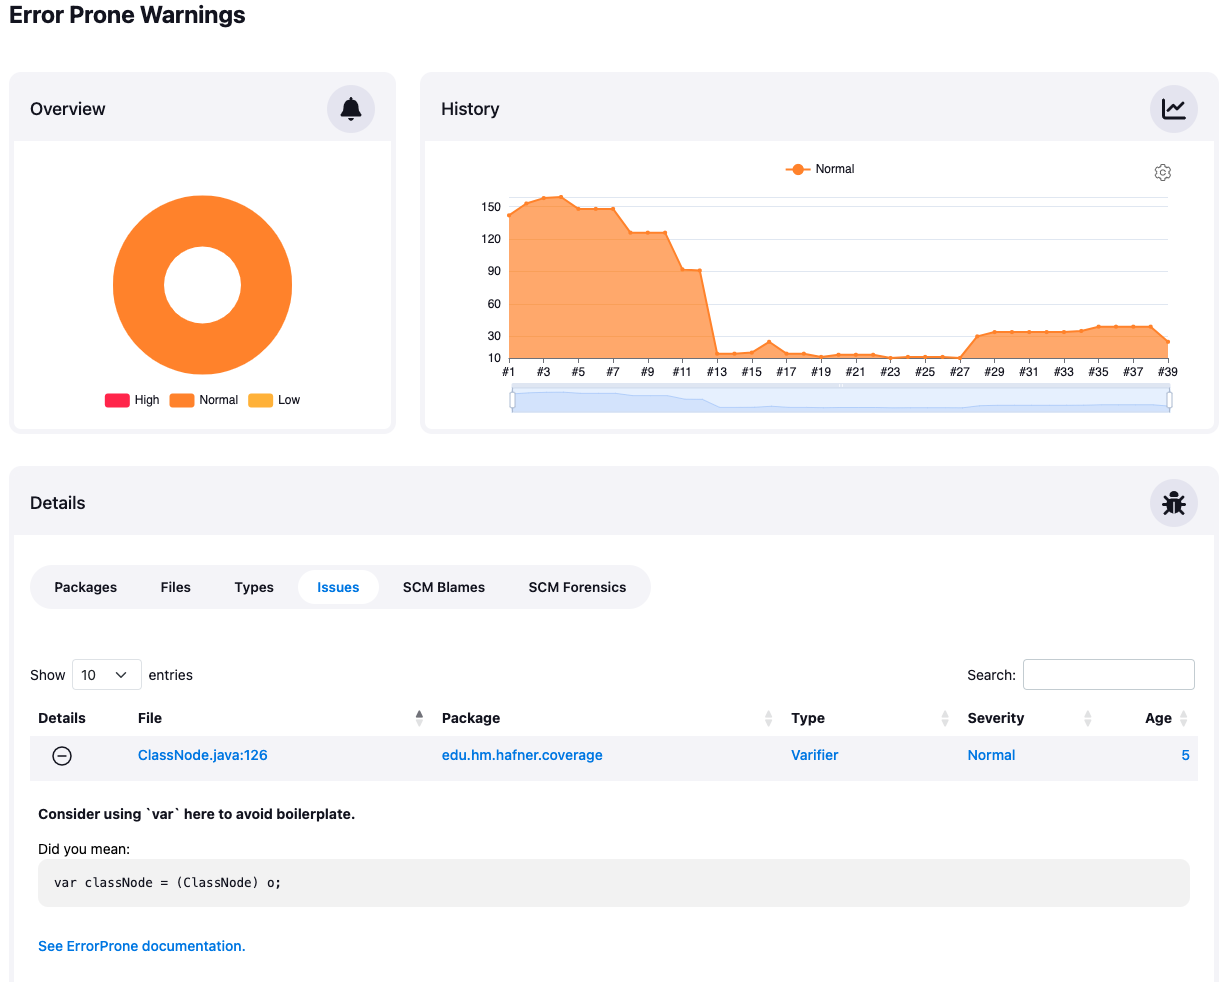 Error Prone Warnings
Overview
High Normal Low
History
Normal
150
120
90
60
30
10
#1 #3 #5 #7 #9 #11 #13 #15 #17 #19 #21 #23 #25 #27 #29 #31 #33 #35 #37 #39
Details
Packages Files Types Issues SCM Blames SCM Forensics
Show 10 entries Search:
Details File Package Type Severity Age
ClassNode.java:126 edu.hm.hafner.coverage Varifier Normal 5
Consider using `var` here to avoid boilerplate.
Did you mean:
var classNode = (ClassNode) o;
See ErrorProne documentation.